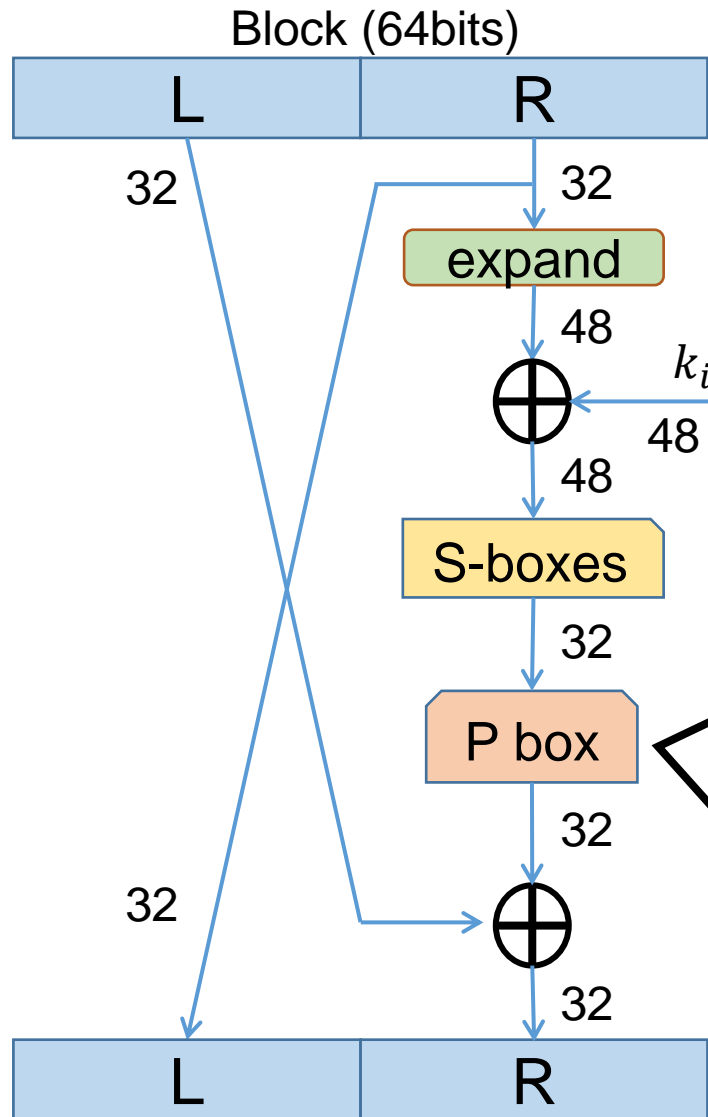 Block (64bits)
L R
32 32
expand
48
k_i
48
48
S-boxes
32
P box
32
32
32
L R